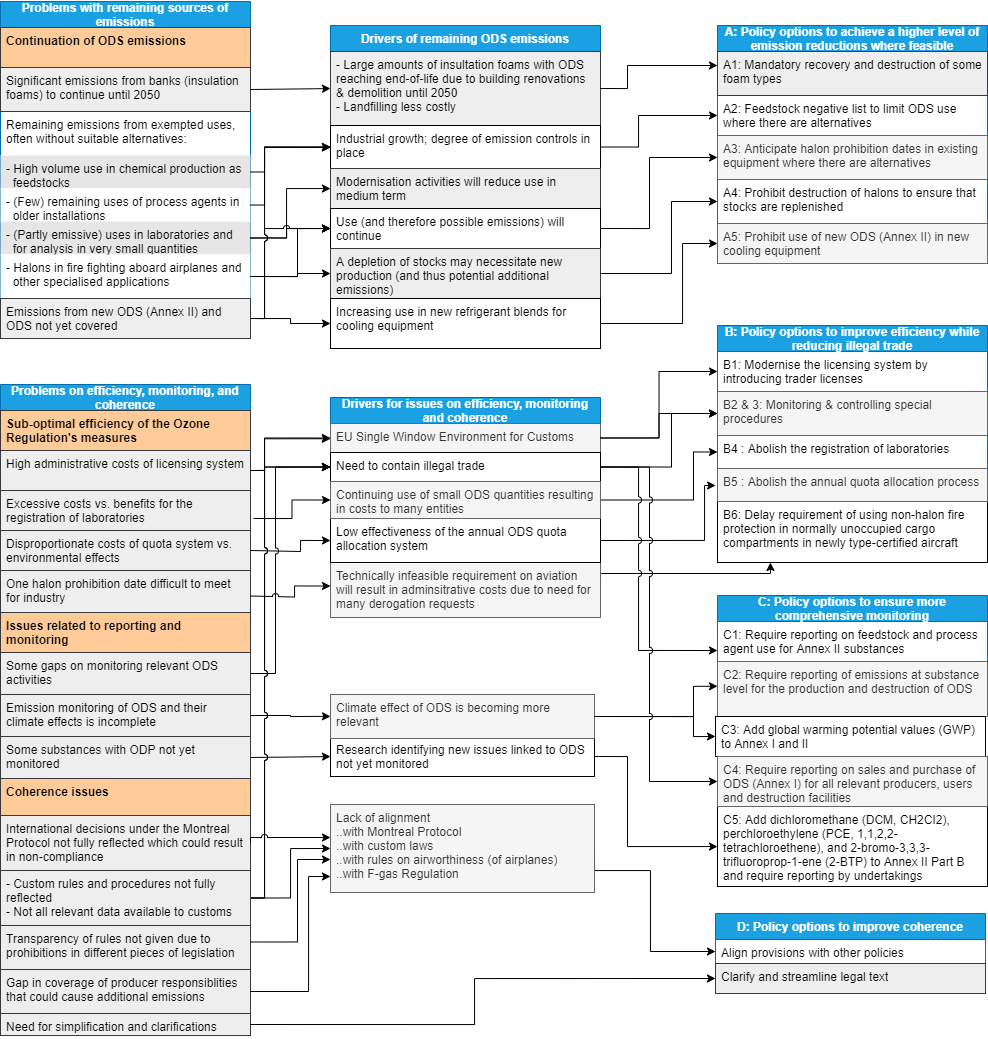 Problems with remaining sources of
emissions
Continuation of ODS emissions
Significant emissions from banks (insulation
foams) to continue until 2050
Remaining emissions from exempted uses,
often without suitable alternatives:
- High volume use in chemical production as
feedstocks
- (Few) remaining uses of process agents in
older installations
- (Partly emissive) uses in laboratories and
for analysis in very small quantities
- Halons in fire fighting aboard airplanes and
other specialised applications
Emissions from new ODS (Annex II) and
ODS not yet covered
Drivers of remaining ODS emissions
- Large amounts of insultation foams with ODS
reaching end-of-life due to building renovations
& demolition until 2050
- Landfilling less costly
Industrial growth; degree of emission controls in
place
Modernisation activities will reduce use in
medium term
Use (and therefore possible emissions) will
continue
A depletion of stocks may necessitate new
production (and thus potential additional
emissions)
Increasing use in new refrigerant blends for
cooling equipment
A: Policy options to achieve a higher level of
emission reductions where feasible
A1: Mandatory recovery and destruction of some
foam types
A2: Feedstock negative list to limit ODS use
where there are alternatives
A3: Anticipate halon prohibition dates in existing
equipment where there are alternatives
A4: Prohibit destruction of halons to ensure that
stocks are replenished
A5: Prohibit use of new ODS (Annex II) in new
cooling equipment
Problems on efficiency, monitoring, and
coherence
Sub-optimal efficiency of the Ozone
Regulation's measures
High administrative costs of licensing system
Excessive costs vs. benefits for the
registration of laboratories
Disproportionate costs of quota system vs.
environmental effects
One halon prohibition date difficult to meet
for industry
Issues related to reporting and
monitoring
Some gaps on monitoring relevant ODS
activities
Emission monitoring of ODS and their
climate effects is incomplete
Some substances with ODP not yet
monitored
Coherence issues
International decisions under the Montreal
Protocol not fully reflected which could result
in non-compliance
- Custom rules and procedures not fully
reflected
- Not all relevant data available to customs
Transparency of rules not given due to
prohibitions in different pieces of legislation
Gap in coverage of producer responsiblities
that could cause additional emissions
Need for simplification and clarifications
Drivers for issues on efficiency, monitoring
and coherence
EU Single Window Environment for Customs
Need to contain illegal trade
Continuing use of small ODS quantities resulting
in costs to many entities
Low effectiveness of the annual ODS quota
allocation system
Technically infeasible requirement on aviation
will result in adminsitrative costs due to need for
many derogation requests
Climate effect of ODS is becoming more
relevant
Research identifying new issues linked to ODS
not yet monitored
Lack of alignment
..with Montreal Protocol
..with custom laws
..with rules on airworthiness (of airplanes)
..with F-gas Regulation
B: Policy options to improve efficiency while
reducing illegal trade
B1: Modernise the licensing system by
introducing trader licenses
B2 & 3: Monitoring & controlling special
procedures
B4 : Abolish the registration of laboratories
B5 : Abolish the annual quota allocation process
B6: Delay requirement of using non-halon fire
protection in normally unoccupied cargo
compartments in newly type-certified aircraft
C: Policy options to ensure more
comprehensive monitoring
C1: Require reporting on feedstock and process
agent use for Annex II substances
C2: Require reporting of emissions at substance
level for the production and destruction of ODS
C3: Add global warming potential values (GWP)
to Annex I and II
C4: Require reporting on sales and purchase of
ODS (Annex I) for all relevant producers, users
and destruction facilities
C5: Add dichloromethane (DCM, CH2Cl2),
perchloroethylene (PCE, 1,1,2,2-
tetrachloroethene), and 2-bromo-3,3,3-
trifluoroprop-1-ene (2-BTP) to Annex II Part B
and require reporting by undertakings
D: Policy options to improve coherence
Align provisions with other policies
Clarify and streamline legal text